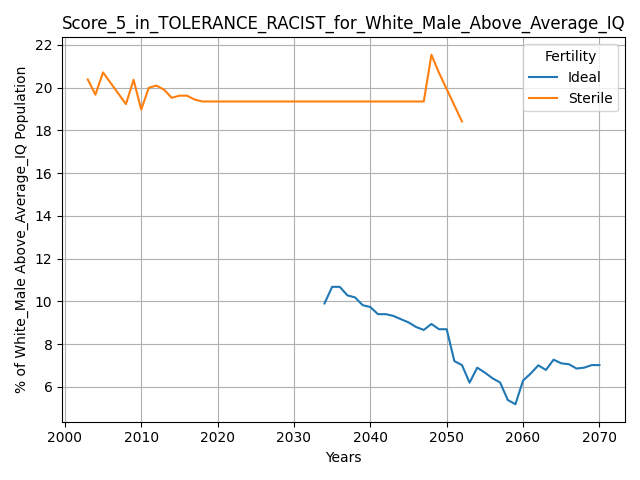 Score_5_in_TOLERANCE_RACIST_for_White_Male_Above_Average_IQ
% of White_Male Above_Average_IQ Population
22
20
18
16
14
12
10
8
6
Fertility
Ideal
Sterile
2000 2010 2020 2030 2040 2050 2060 2070
Years